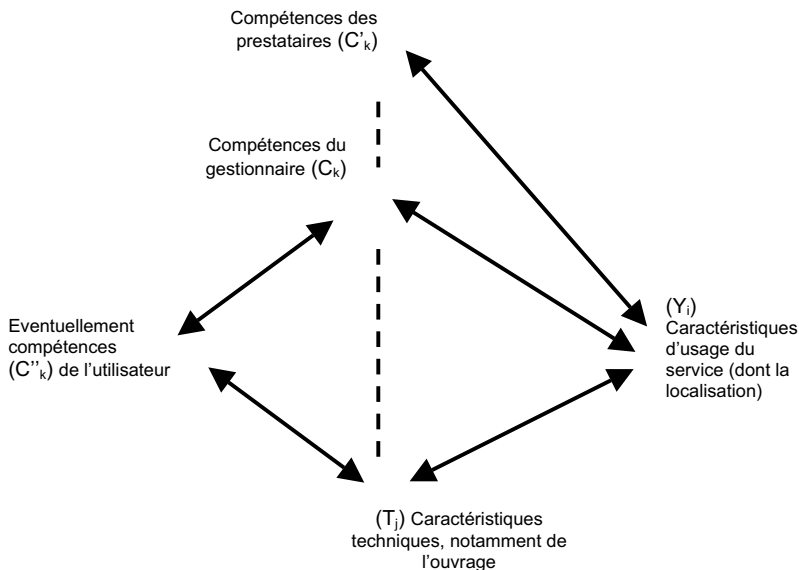 Compétences des
prestataires (C'k)
Compétences du
gestionnaire (Ck)
Eventuellement
compétences
(C''k) de l'utilisateur
(Yi)
Caractéristiques
d'usage du
service (dont la
localisation)
(Tj) Caractéristiques
techniques, notamment de
l'ouvrage